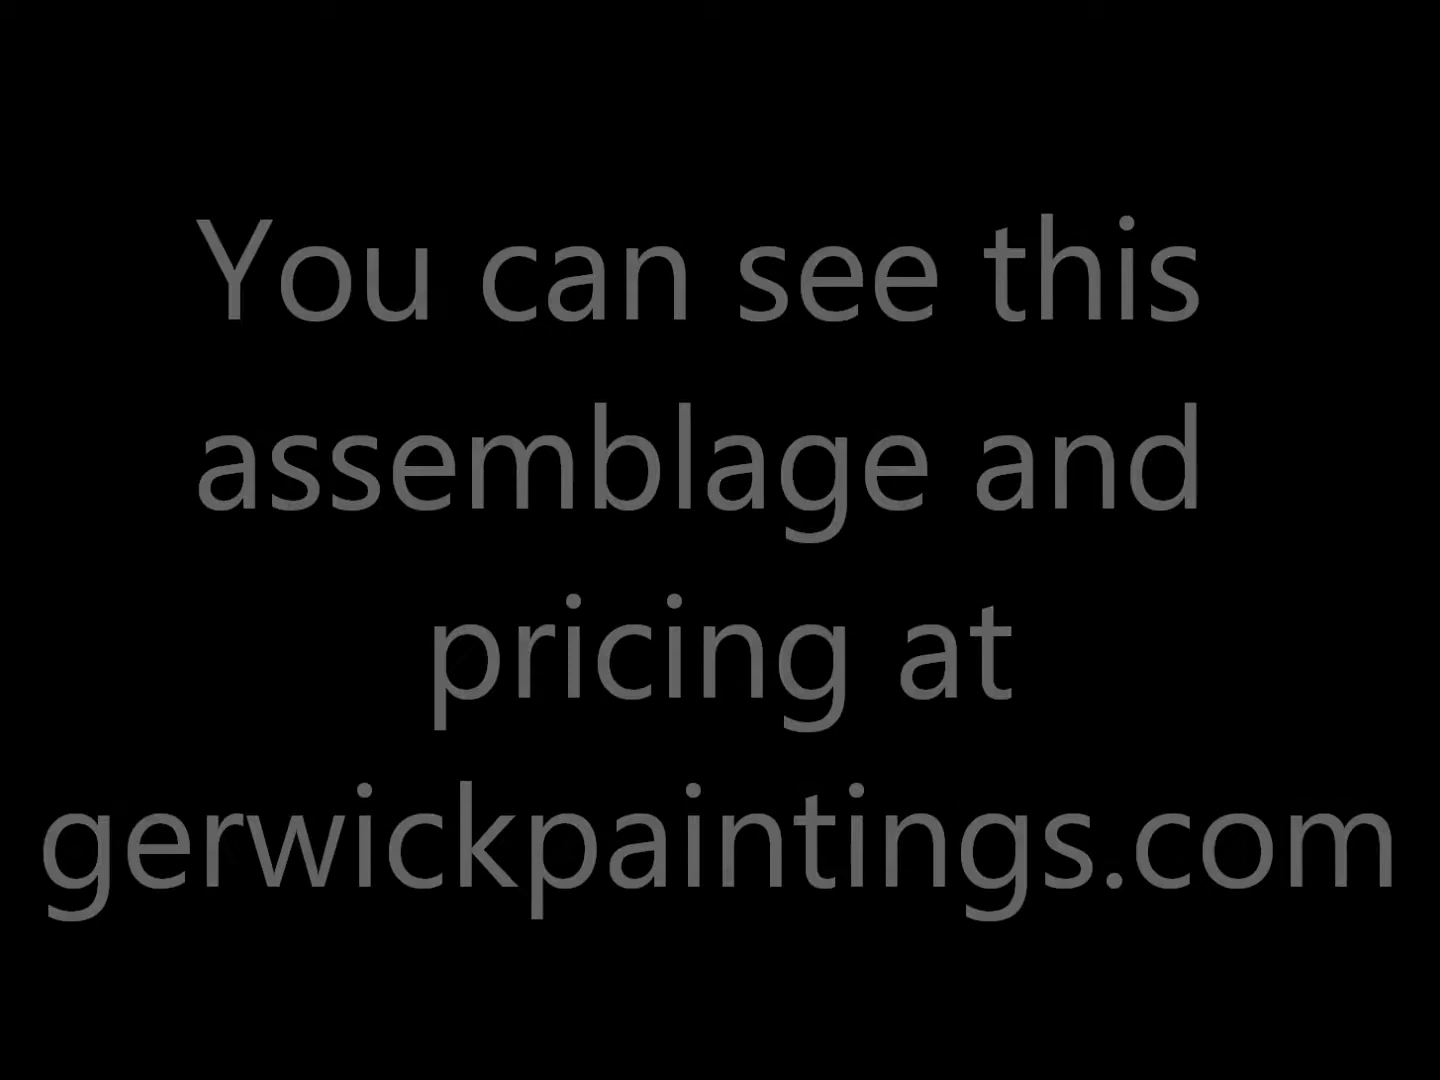 You can see this
assemblage and
pricing at
gerwickpaintings.com